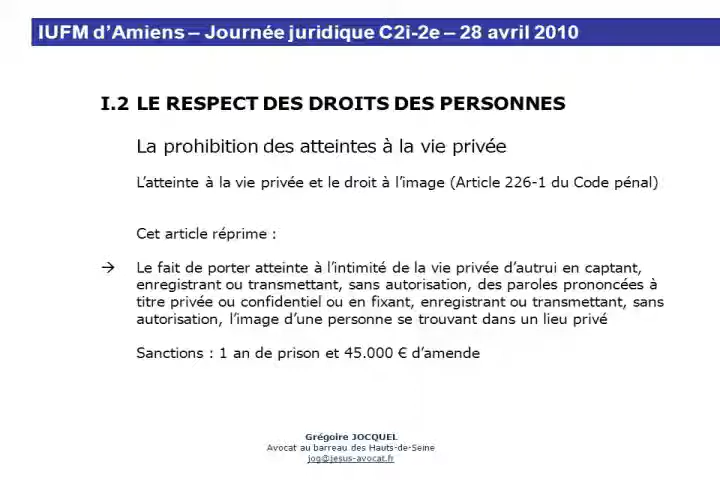 IUFM d'Amiens – Journée juridique C2i-2e – 28 avril 2010
I.2 LE RESPECT DES DROITS DES PERSONNES
La prohibition des atteintes à la vie privée
L'atteinte à la vie privée et le droit à l'image (Article 226-1 du Code pénal)
Cet article réprime :
→ Le fait de porter atteinte à l'intimité de la vie privée d'autrui en captant,
enregistrant ou transmettant, sans autorisation, des paroles prononcées à
titre privée ou confidentiel ou en fixant, enregistrant ou transmettant, sans
autorisation, l'image d'une personne se trouvant dans un lieu privé
Sanctions : 1 an de prison et 45.000 € d'amende
Grégoire JOCQUEL
Avocat au barreau des Hauts-de-Seine
jog@jesus-avocat.fr